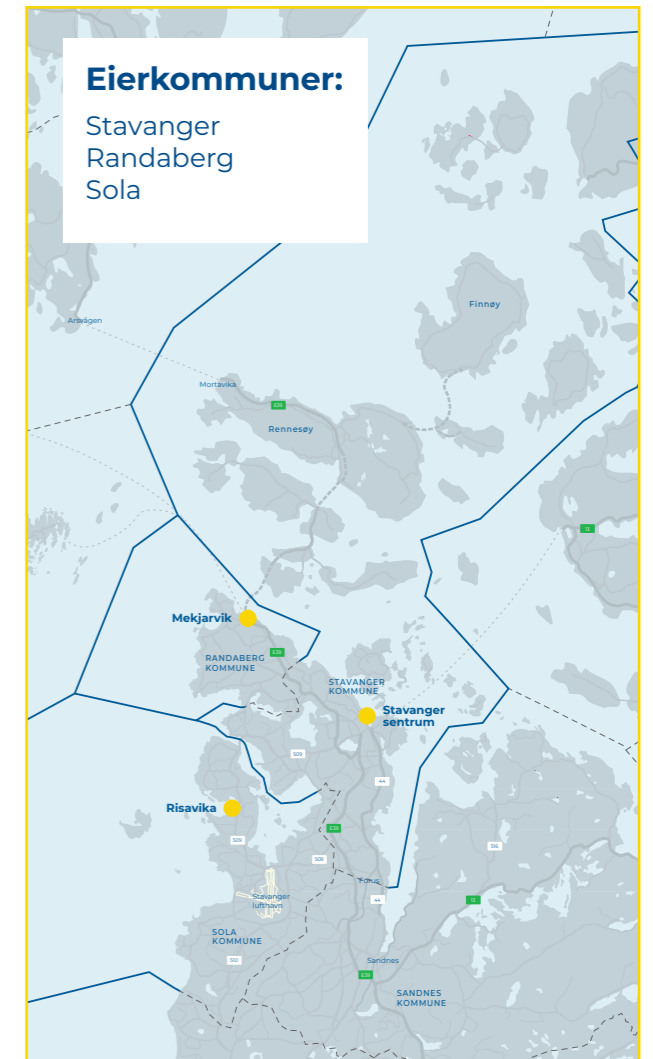 Eierkommuner:
Stavanger
Randaberg
Sola
Finnøy
Arsvågen
Mortavika
E39
Rennesøy
13
Mekjarvik
E39
RANDABERG
KOMMUNE
STAVANGER
KOMMUNE
Stavanger
sentrum
509
44
Risavika
E39
509
516
509
Forus
Stavanger
lufthavn
44
13
SOLA
KOMMUNE
510
Sandnes
E39
SANDNES
KOMMUNE